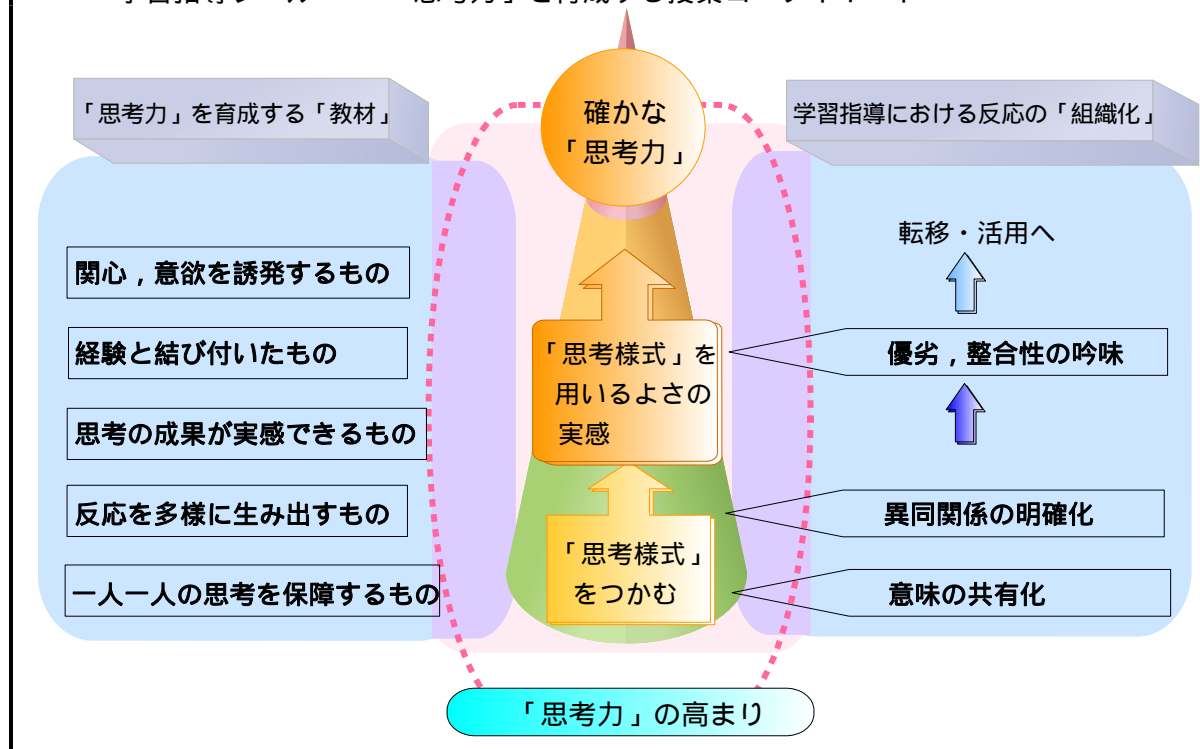 「思考力」を育成する「教材」
関心，意欲を誘発するもの
経験と結び付いたもの
思考の成果が実感できるもの
反応を多様に生み出すもの
一人一人の思考を保障するもの
確かな
「思考力」
「思考様式」を
用いるよさの
実感
「思考様式」
をつかむ
学習指導における反応の「組織化」
転移・活用へ
優劣，整合性の吟味
異同関係の明確化
意味の共有化
「思考力」の高まり